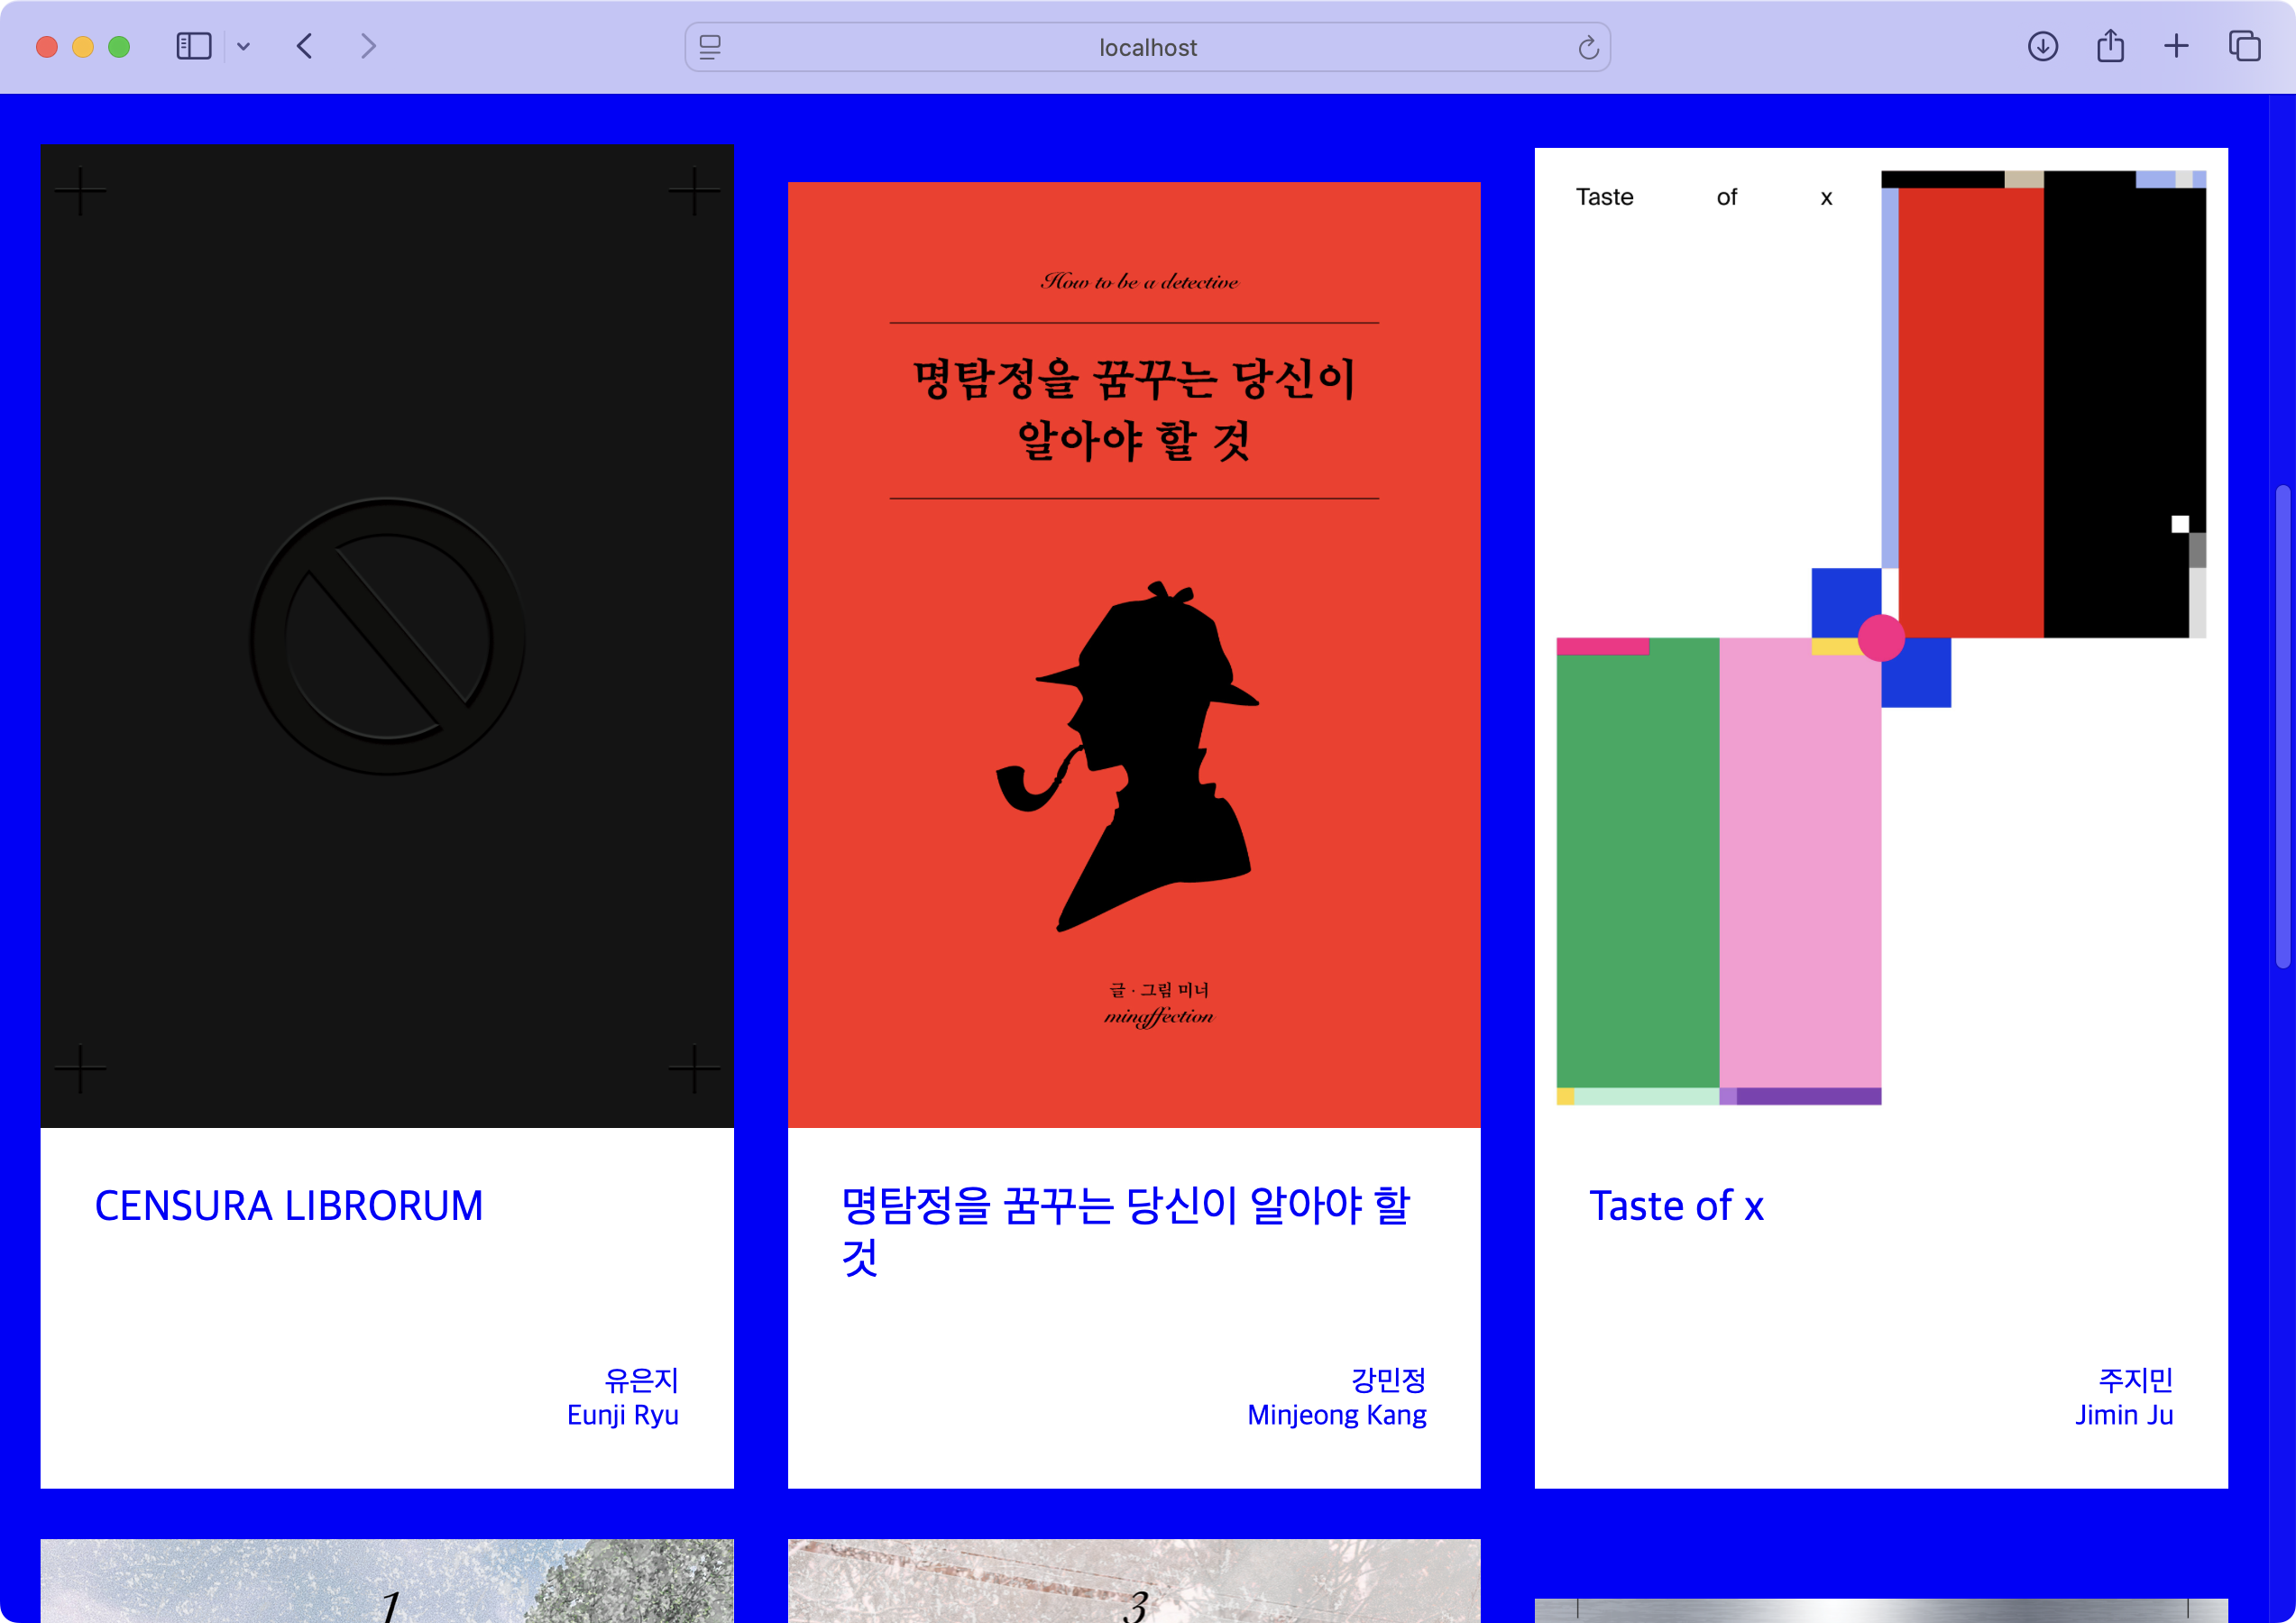 localhost
How to be a detective
명탐정을 꿈꾸는 당신이
알아야 할 것
글 · 그림 미너
minaffection
Taste of x
CENSURA LIBRORUM
유은지
Eunji Ryu
명탐정을 꿈꾸는 당신이 알아야 할
것
강민정
Minjeong Kang
Taste of x
주지민
Jimin Ju
1
3